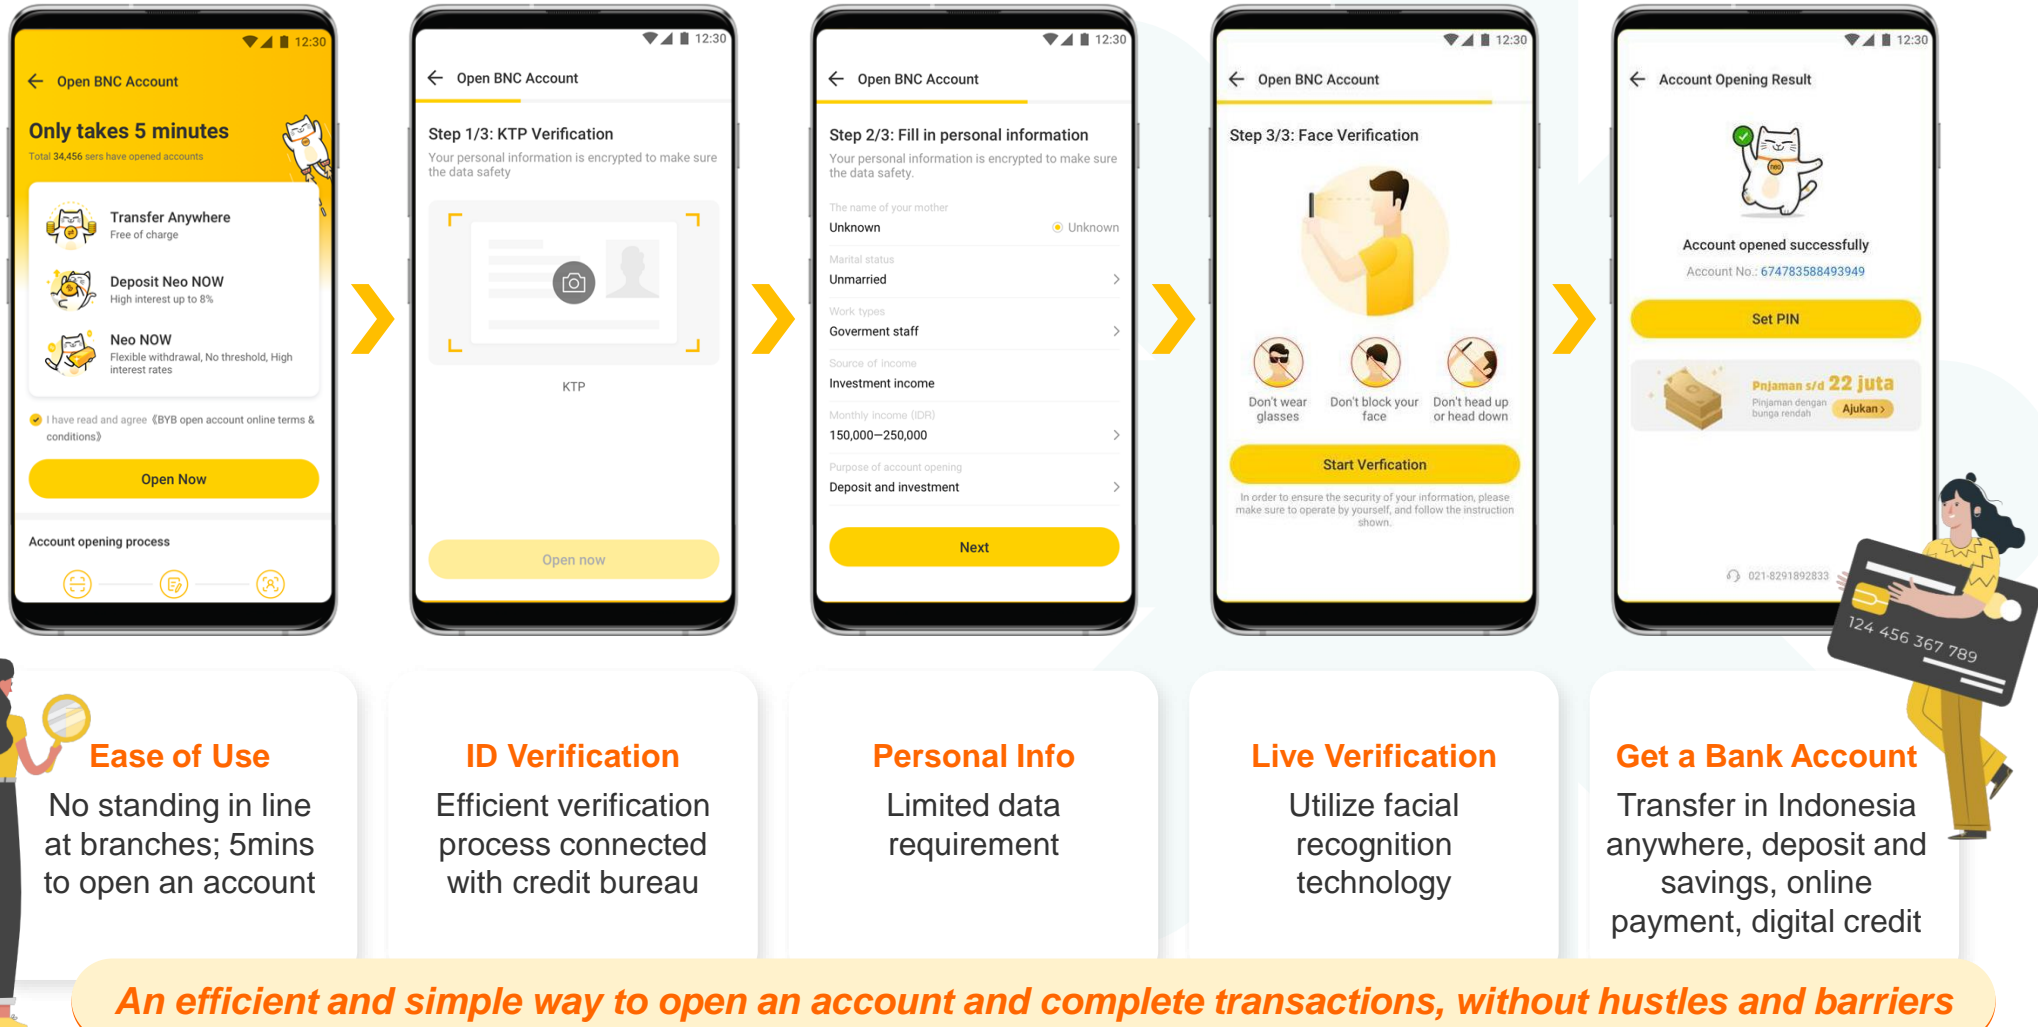 12:30
Open BNC Account
Only takes 5 minutes
Total 34,456 sers have opened accounts
Transfer Anywhere
Free of charge
Deposit Neo NOW
High interest up to 8%
Neo NOW
Flexible withdrawal, No threshold, High
interest rates
I have read and agree《BYB open account online terms &
conditions》
Open Now
Account opening process
12:30
Open BNC Account
Step 1/3: KTP Verification
Your personal information is encrypted to make sure
the data safety
KTP
Open now
12:30
Open BNC Account
Step 2/3: Fill in personal information
Your personal information is encrypted to make sure
the data safety.
The name of your mother
Unknown Unknown
Marital status
Unmarried
Work types
Goverment staff
Source of income
Investment income
Monthly income (IDR)
150,000—250,000
Purpose of account opening
Deposit and investment
Next
12:30
Open BNC Account
Step 3/3: Face Verification
Don't wear
glasses
Don't block your
face
Don't head up
or head down
Start Verfication
In order to ensure the security of your information, please
make sure to operate by yourself, and follow the instruction
shown.
12:30
Account Opening Result
neo
Account opened successfully
Account No.: 674783588493949
Set PIN
Pnjaman s/d 22 juta
Pinjaman dengan
bunga rendah
Ajukan >
021-8291892833
124 456 367 789
Ease of Use
No standing in line
at branches; 5mins
to open an account
ID Verification
Efficient verification
process connected
with credit bureau
Personal Info
Limited data
requirement
Live Verification
Utilize facial
recognition
technology
Get a Bank Account
Transfer in Indonesia
anywhere, deposit and
savings, online
payment, digital credit
An efficient and simple way to open an account and complete transactions, without hustles and barriers